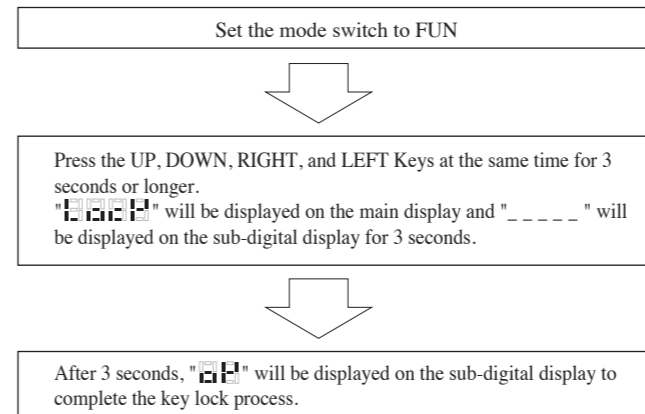 Set the mode switch to FUN
Press the UP, DOWN, RIGHT, and LEFT Keys at the same time for 3
seconds or longer.
" " will be displayed on the main display and "_ _ _ _ _ " will
be displayed on the sub-digital display for 3 seconds.
After 3 seconds, " " will be displayed on the sub-digital display to
complete the key lock process.